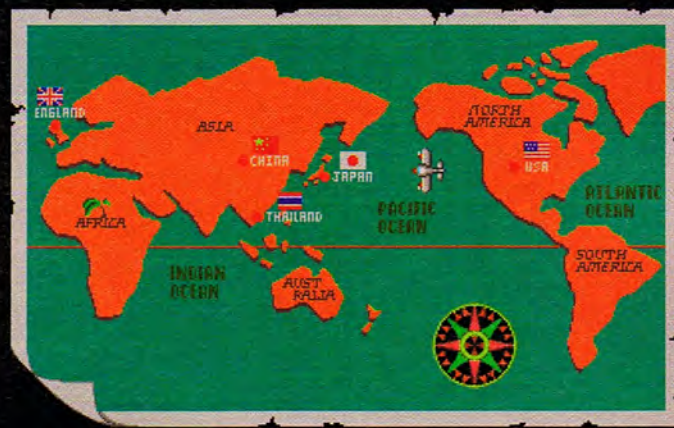 ENGLAND
ASIA
CHINA
JAPAN
THAILAND
AFRICA
INDIAN
OCEAN
AUST
RALIA
PACIFIC
OCEAN
NORTH
AMERICA
USA
ATLANTIC
OCEAN
SOUTH
AMERICA